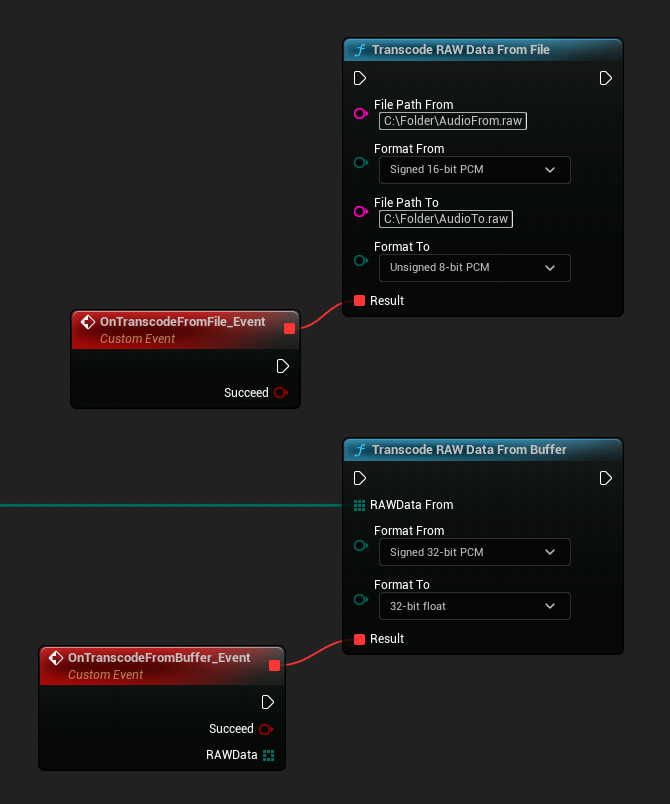 Transcode RAW Data From File
File Path From
C:\Folder\AudioFrom.raw
Format From
Signed 16-bit PCM
File Path To
C:\Folder\AudioTo.raw
Format To
Unsigned 8-bit PCM
Result
OnTranscodeFromFile_Event
Custom Event
Succeed
Transcode RAW Data From Buffer
RAWData From
Format From
Signed 32-bit PCM
Format To
32-bit float
Result
OnTranscodeFromBuffer_Event
Custom Event
Succeed
RAWData